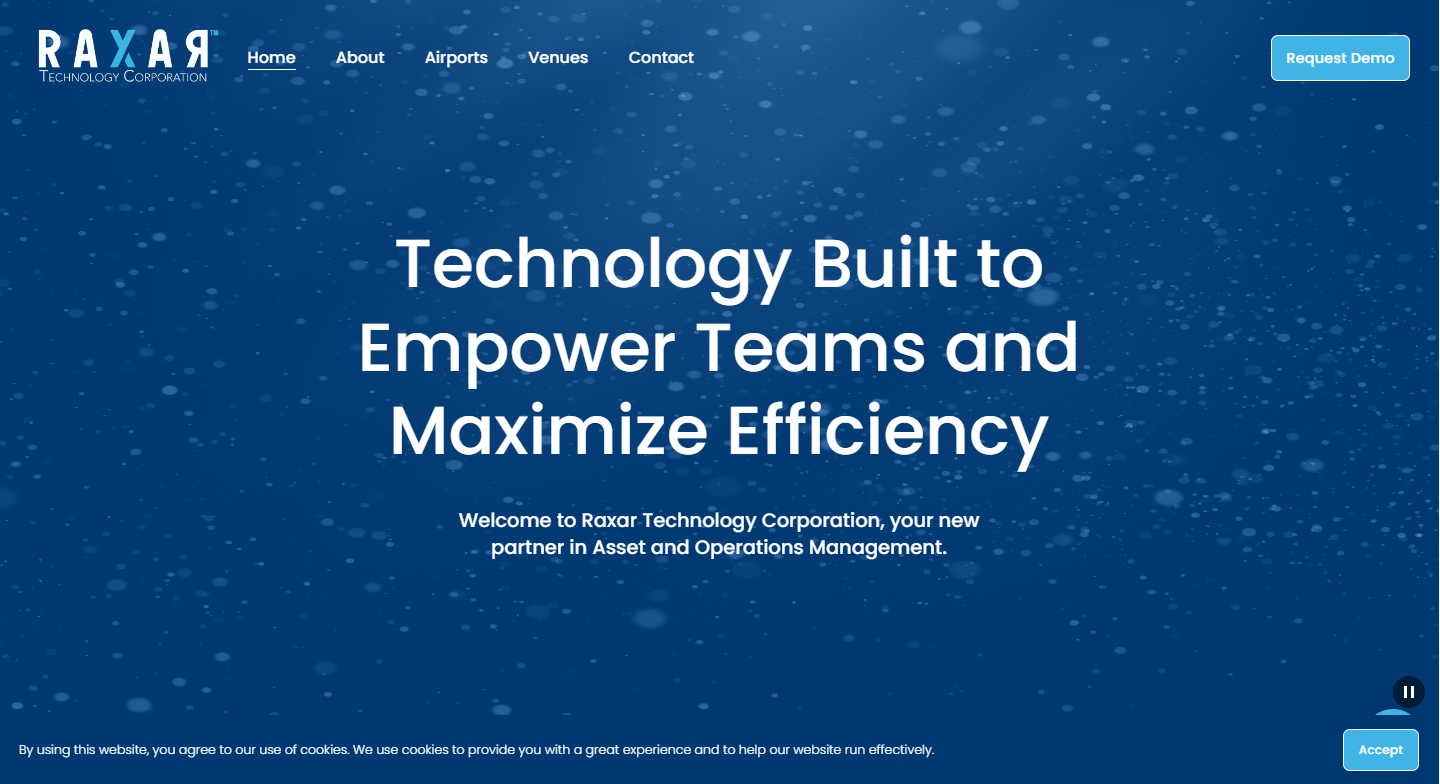 RAXAR™
TECHNOLOGY CORPORATION
Home
About
Airports
Venues
Contact
Request Demo
Technology Built to
Empower Teams and
Maximize Efficiency
Welcome to Raxar Technology Corporation, your new
partner in Asset and Operations Management.
By using this website, you agree to our use of cookies. We use cookies to provide you with a great experience and to help our website run effectively.
Accept